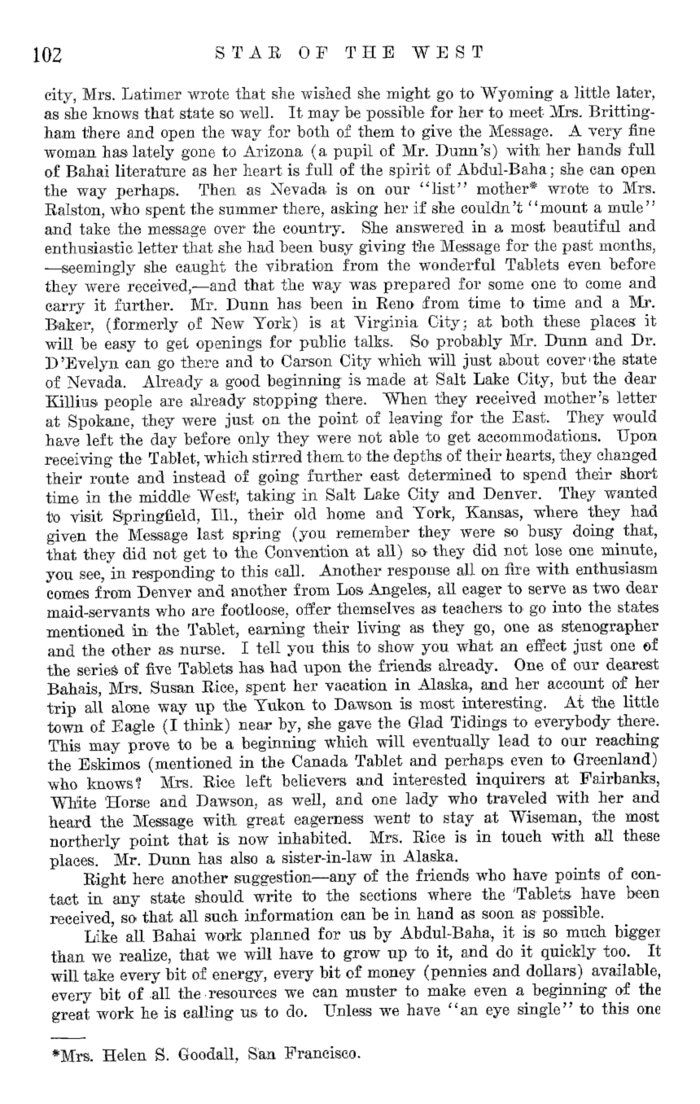 102 STAR OF THE WEST
city, Mrs. Latimer wrote that she wished she might go to Wyoming a little later,
as she knows that state so well. It may be possible for her to meet Mrs. Britting-
ham there and open the way for both of them to give the Message. A very fine
woman has lately gone to Arizona (a pupil of Mr. Dunn's) with her hands full
of Bahai literature as her heart is full of the spirit of Abdul-Baha; she can open
the way perhaps. Then as Nevada is on our "list" mother* wrote to Mrs.
Ralston, who spent the summer there, asking her if she couldn't "mount a mule"
and take the message over the country. She answered in a most beautiful and
enthusiastic letter that she had been busy giving the Message for the past months,
—seemingly she caught the vibration from the wonderful Tablets even before
they were received,—and that the way was prepared for some one to come and
carry it further. Mr. Dunn has been in Reno from time to time and a Mr.
Baker, (formerly of New York) is at Virginia City; at both these places it
will be easy to get openings for public talks. So probably Mr. Dunn and Dr.
D'Evelyn can go there and to Carson City which will just about cover the state
of Nevada. Already a good beginning is made at Salt Lake City, but the dear
Killius people are already stopping there. When they received mother's letter
at Spokane, they were just on the point of leaving for the East. They would
have left the day before only they were not able to get accommodations. Upon
receiving the Tablet, which stirred them to the depths of their hearts, they changed
their route and instead of going further east determined to spend their short
time in the middle West, taking in Salt Lake City and Denver. They wanted
to visit Springfield, Ill., their old home and York, Kansas, where they had
given the Message last spring (you remember they were so busy doing that,
that they did not get to the Convention at all) so they did not lose one minute,
you see, in responding to this call. Another response all on fire with enthusiasm
comes from Denver and another from Los Angeles, all eager to serve as two dear
maid-servants who are footloose, offer themselves as teachers to go into the states
mentioned in the Tablet, earning their living as they go, one as stenographer
and the other as nurse. I tell you this to show you what an effect just one of
the series of five Tablets has had upon the friends already. One of our dearest
Bahais, Mrs. Susan Rice, spent her vacation in Alaska, and her account of her
trip all alone way up the Yukon to Dawson is most interesting. At the little
town of Eagle (I think) near by, she gave the Glad Tidings to everybody there.
This may prove to be a beginning which will eventually lead to our reaching
the Eskimos (mentioned in the Canada Tablet and perhaps even to Greenland)
who knows? Mrs. Rice left believers and interested inquirers at Fairbanks,
White Horse and Dawson, as well, and one lady who traveled with her and
heard the Message with great eagerness went to stay at Wiseman, the most
northerly point that is now inhabited. Mrs. Rice is in touch with all these
places. Mr. Dunn has also a sister-in-law in Alaska.
Right here another suggestion—any of the friends who have points of con-
tact in any state should write to the sections where the Tablets have been
received, so that all such information can be in hand as soon as possible.
Like all Bahai work planned for us by Abdul-Baha, it is so much bigger
than we realize, that we will have to grow up to it, and do it quickly too. It
will take every bit of energy, every bit of money (pennies and dollars) available,
every bit of all the resources we can muster to make even a beginning of the
great work he is calling us to do. Unless we have "an eye single" to this one
*Mrs. Helen S. Goodall, San Francisco.